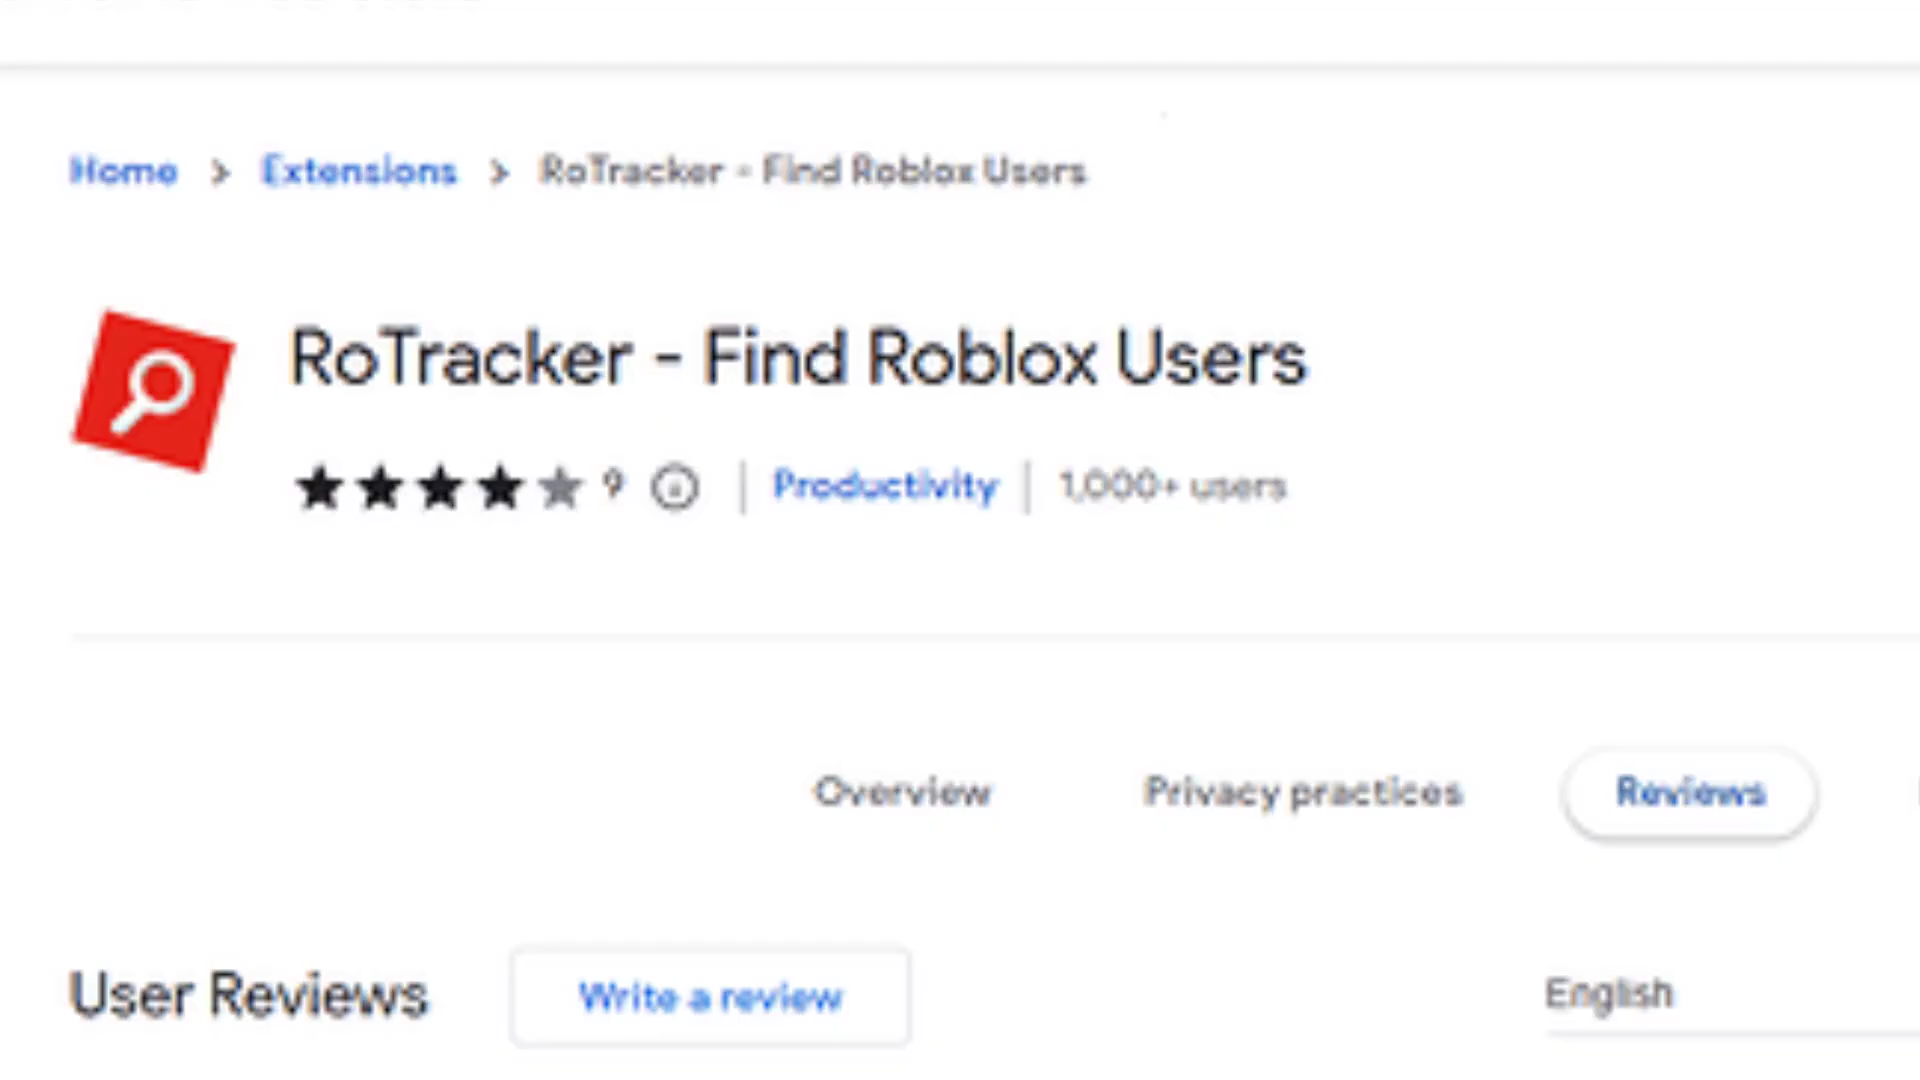 Home > Extensions > RoTracker - Find Roblox Users
RoTracker - Find Roblox Users
9 | Productivity | 1,000+ users
Overview Privacy practices Reviews
User Reviews Write a review English